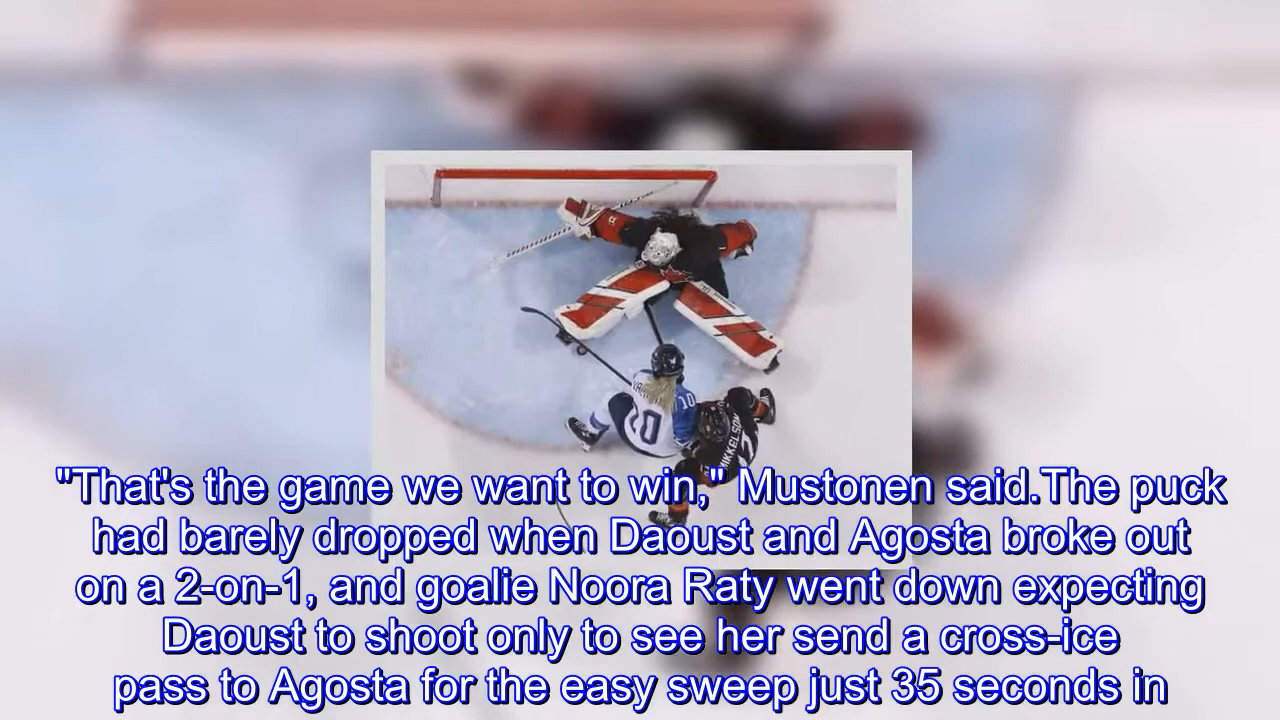 "That's the game we want to win," Mustonen said.The puck
had barely dropped when Daoust and Agosta broke out
on a 2-on-1, and goalie Noora Raty went down expecting
Daoust to shoot only to see her send a cross-ice
pass to Agosta for the easy sweep just 35 seconds in
10